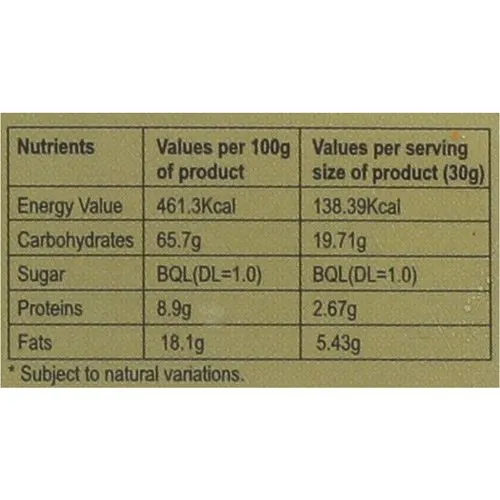 Nutrients Values per 100g of product Values per serving size of product (30g)
Energy Value 461.3Kcal 138.39Kcal
Carbohydrates 65.7g 19.71g
Sugar BQL(DL=1.0) BQL(DL=1.0)
Proteins 8.9g 2.67g
Fats 18.1g 5.43g
* Subject to natural variations.